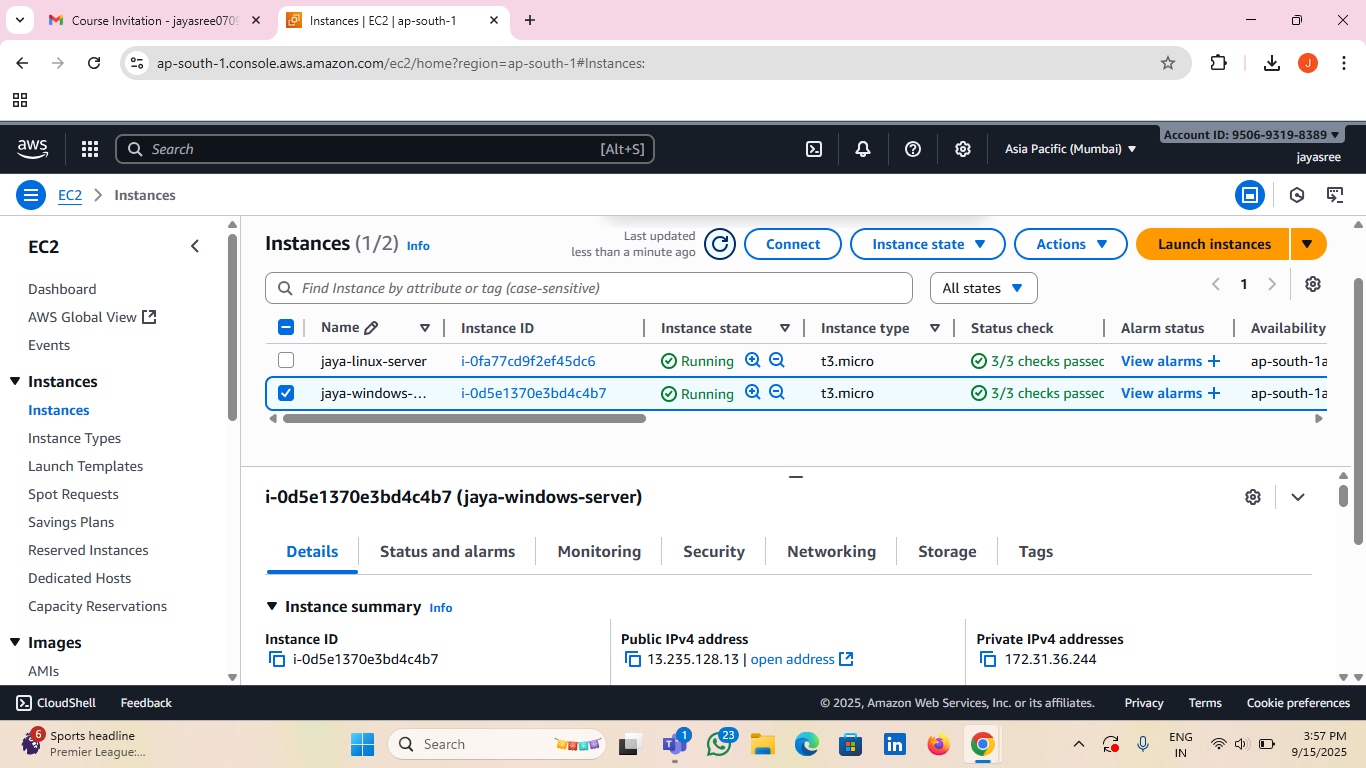 Course Invitation - jayasree0709
Instances | EC2 | ap-south-1
ap-south-1.console.aws.amazon.com/ec2/home?region=ap-south-1#Instances:
J
aws
Search
[Alt+S]
Asia Pacific (Mumbai)
Account ID: 9506-9319-8389
jayasree
EC2
Instances
EC2
Dashboard
AWS Global View
Events
Instances
Instances
Instance Types
Launch Templates
Spot Requests
Savings Plans
Reserved Instances
Dedicated Hosts
Capacity Reservations
Images
AMIs
Instances (1/2) Info
Last updated
less than a minute ago
Connect
Instance state
Actions
Launch instances
Find Instance by attribute or tag (case-sensitive)
All states
1
Name Instance ID Instance state Instance type Status check Alarm status Availability
jaya-linux-server i-0fa77cd9f2ef45dc6 Running t3.micro 3/3 checks passed View alarms + ap-south-1a
jaya-windows-... i-0d5e1370e3bd4c4b7 Running t3.micro 3/3 checks passed View alarms + ap-south-1a
i-0d5e1370e3bd4c4b7 (jaya-windows-server)
Details Status and alarms Monitoring Security Networking Storage Tags
Instance summary Info
Instance ID
i-0d5e1370e3bd4c4b7
Public IPv4 address
13.235.128.13 | open address
Private IPv4 addresses
172.31.36.244
CloudShell Feedback
© 2025, Amazon Web Services, Inc. or its affiliates. Privacy Terms Cookie preferences
6
Sports headline
Premier League:...
Search
1
23
ENG
IN
3:57 PM
9/15/2025